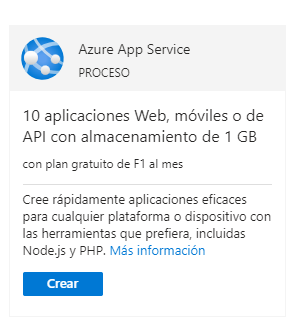 Azure App Service
PROCESO
10 aplicaciones Web, móviles o de
API con almacenamiento de 1 GB
con plan gratuito de F1 al mes
Cree rápidamente aplicaciones eficaces
para cualquier plataforma o dispositivo con
las herramientas que prefiera, incluidas
Node.js y PHP. Más información
Crear